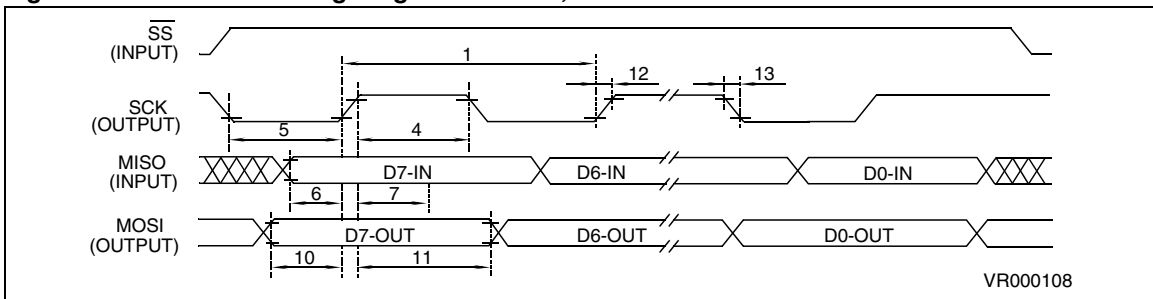 SS
(INPUT)
1
12
13
SCK
(OUTPUT)
5
4
MISO
(INPUT)
D7-IN
D6-IN
D0-IN
6
7
MOSI
(OUTPUT)
D7-OUT
D6-OUT
D0-OUT
10
11
VR000108